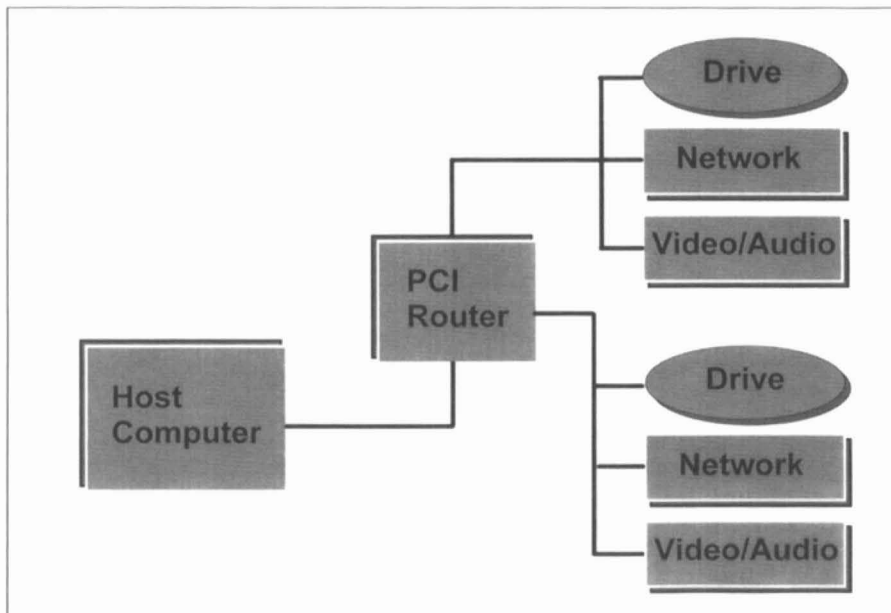 Drive
Network
Video/Audio
PCI
Router
Host
Computer
Drive
Network
Video/Audio